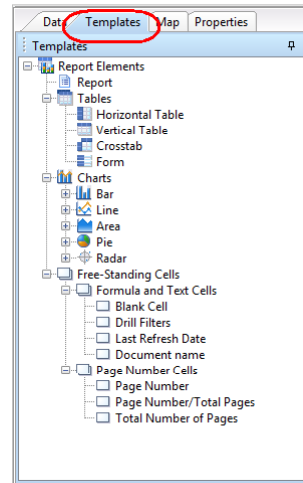 Data Templates Map Properties
Templates
Report Elements
Report
Tables
Horizontal Table
Vertical Table
Crosstab
Form
Charts
Bar
Line
Area
Pie
Radar
Free-Standing Cells
Formula and Text Cells
Blank Cell
Drill Filters
Last Refresh Date
Document name
Page Number Cells
Page Number
Page Number/Total Pages
Total Number of Pages